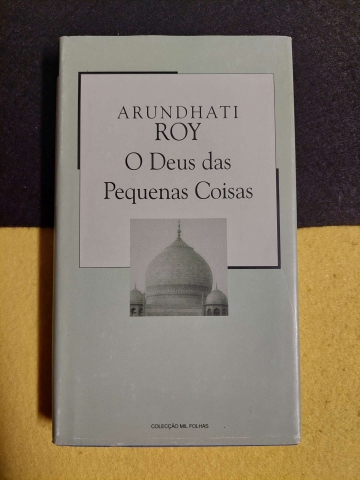 ARUNDHATI
ROY
O Deus das
Pequenas Coisas
COLECÇÃO MIL FOLHAS